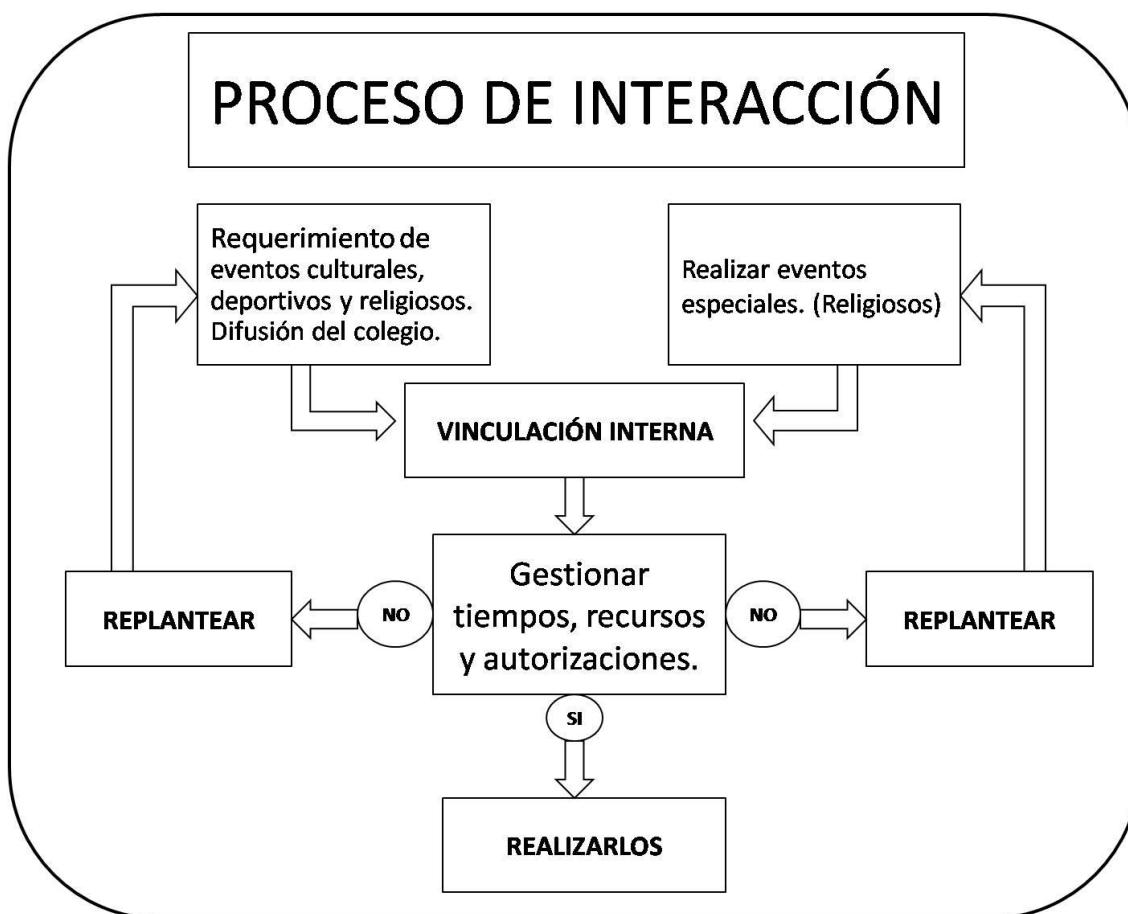 PROCESO DE INTERACCIÓN
Requerimiento de
eventos culturales,
deportivos y religiosos.
Difusión del colegio.
Realizar eventos
especiales. (Religiosos)
VINCULACIÓN INTERNA
Gestionar
tiempos, recursos
y autorizaciones.
REPLANTEAR
NO
NO
REPLANTEAR
SI
REALIZARLOS